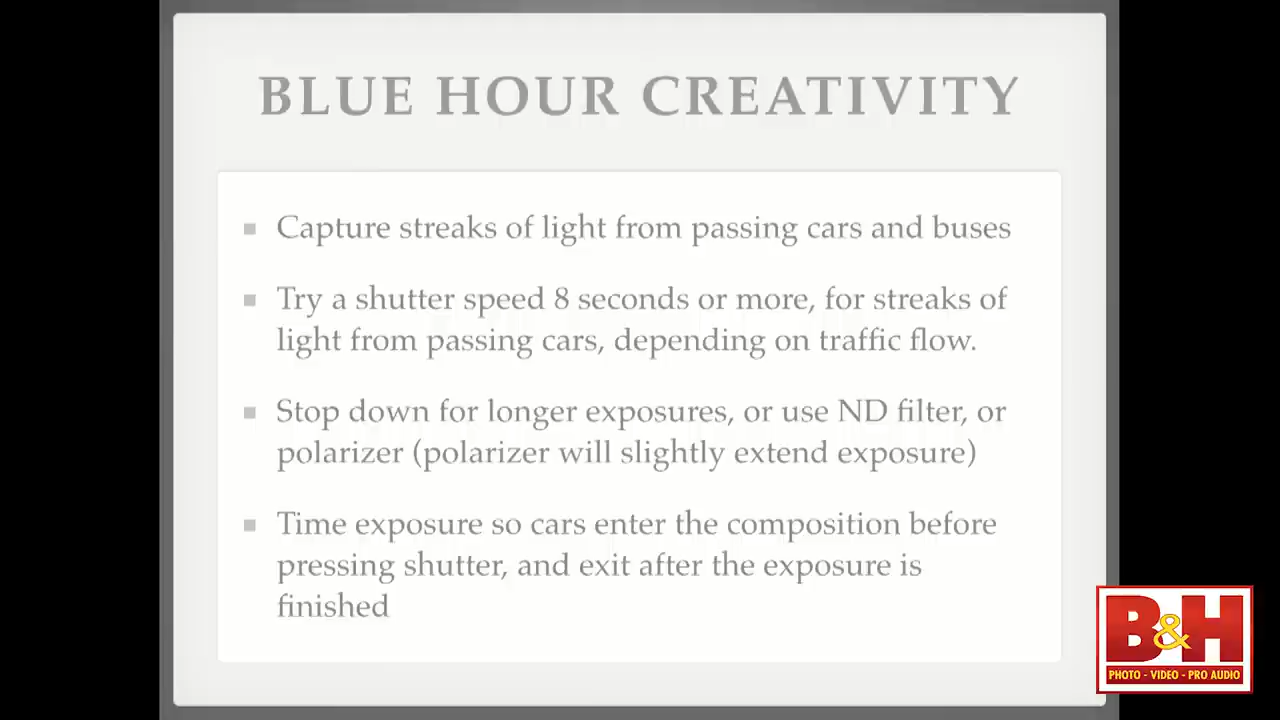 BLUE HOUR CREATIVITY
Capture streaks of light from passing cars and buses
Try a shutter speed 8 seconds or more, for streaks of
light from passing cars, depending on traffic flow.
Stop down for longer exposures, or use ND filter, or
polarizer (polarizer will slightly extend exposure)
Time exposure so cars enter the composition before
pressing shutter, and exit after the exposure is
finished
B&H
PHOTO - VIDEO - PRO AUDIO